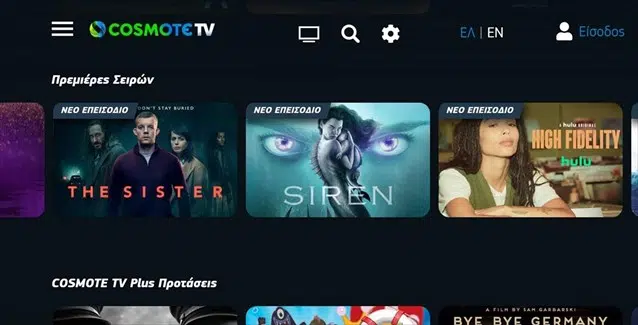 COSMOTE TV
ΕΛ | EN
Είσοδος
Πρεμιέρες Σειρών
ΝΕΟ ΕΠΕΙΣΟΔΙΟ
DON'T STAY BURIED
THE SISTER
ΝΕΟ ΕΠΕΙΣΟΔΙΟ
SIREN
ΝΕΟ ΕΠΕΙΣΟΔΙΟ
hulu ORIGINAL
HIGH FIDELITY
hulu
COSMOTE TV Plus Προτάσεις
A FILM BY SAM GARBARSKI
BYE BYE GERMANY